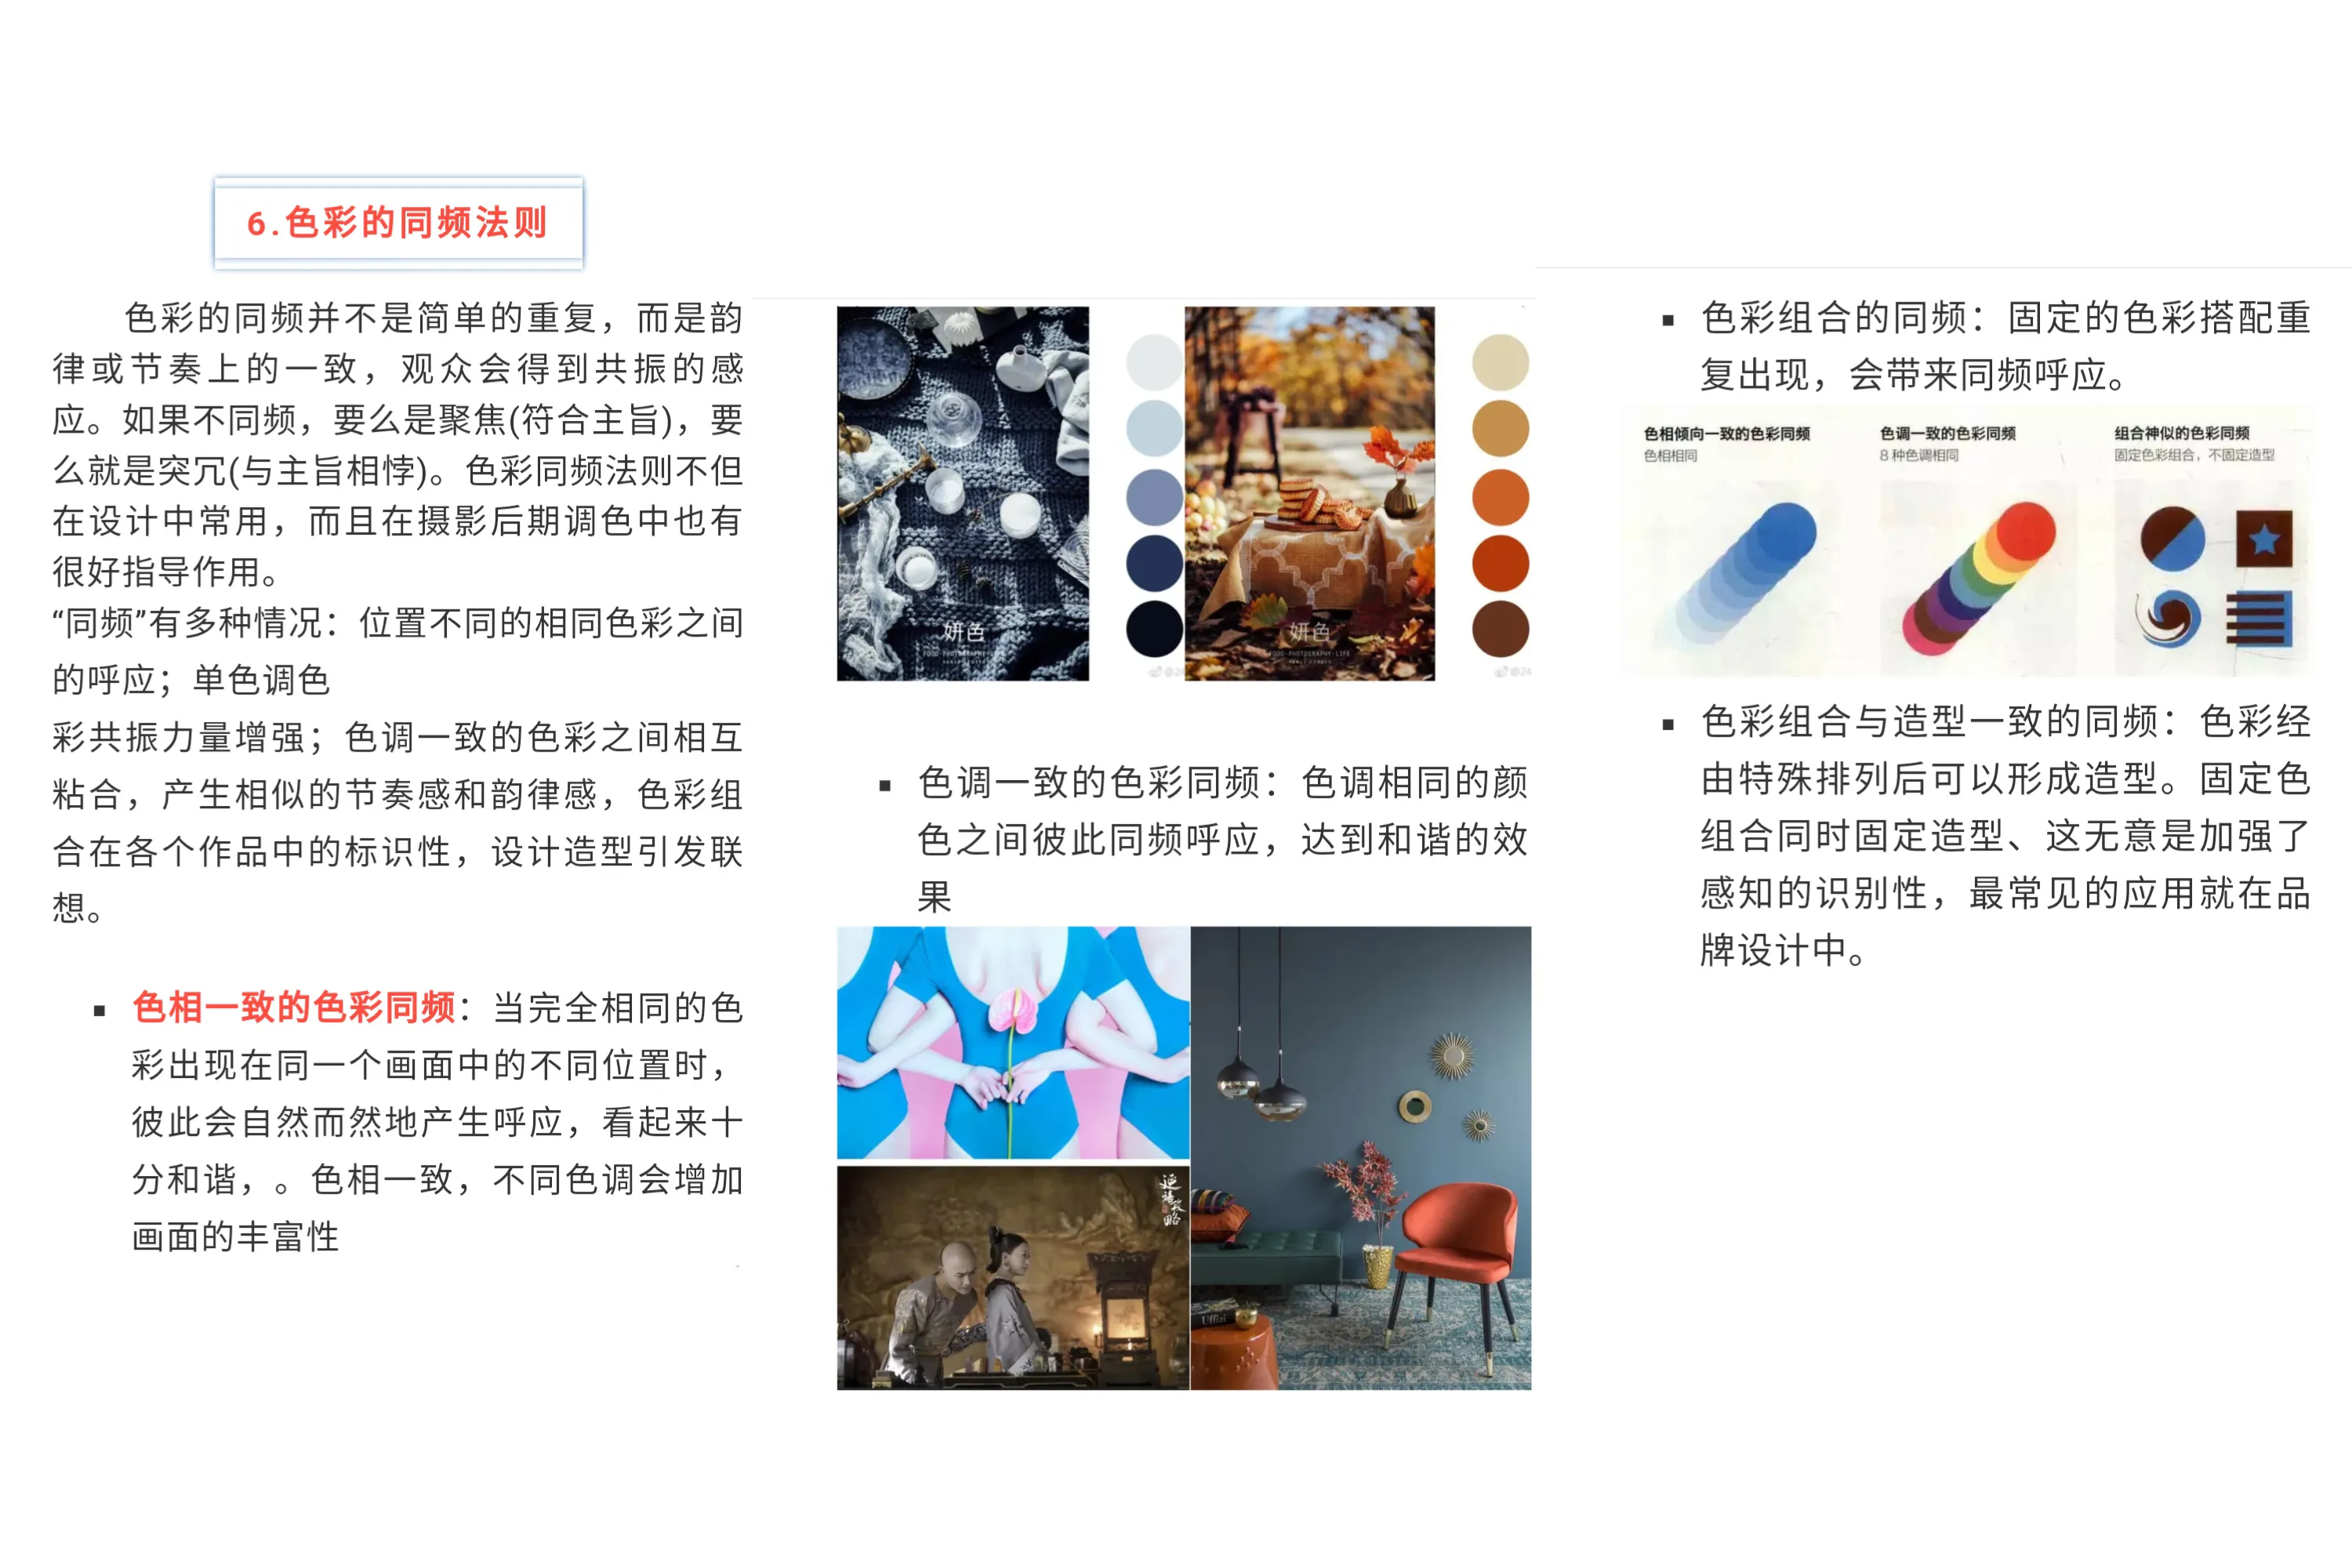 6.色彩的同频法则
色彩的同频并不是简单的重复，而是韵
律或节奏上的一致，观众会得到共振的感
应。如果不同频，要么是聚焦(符合主旨)，要
么就是突冗(与主旨相悖)。色彩同频法则不但
在设计中常用，而且在摄影后期调色中也有
很好指导作用。
“同频”有多种情况：位置不同的相同色彩之间
的呼应；单色调色
彩共振力量增强；色调一致的色彩之间相互
粘合，产生相似的节奏感和韵律感，色彩组
合在各个作品中的标识性，设计造型引发联
想。
▪ 色相一致的色彩同频：当完全相同的色
彩出现在同一个画面中的不同位置时，
彼此会自然而然地产生呼应，看起来十
分和谐，。色相一致，不同色调会增加
画面的丰富性
妍色
FOOD·PHOTOGRAPHY·LIFE
@24
妍色
FOOD·PHOTOGRAPHY·LIFE
@24
▪ 色调一致的色彩同频：色调相同的颜
色之间彼此同频呼应，达到和谐的效
果
延禧攻略
Uffizi
▪ 色彩组合的同频：固定的色彩搭配重
复出现，会带来同频呼应。
色相倾向一致的色彩同频
色相相同
色调一致的色彩同频
8 种色调相同
组合神似的色彩同频
固定色彩组合，不固定造型
▪ 色彩组合与造型一致的同频：色彩经
由特殊排列后可以形成造型。固定色
组合同时固定造型、这无意是加强了
感知的识别性，最常见的应用就在品
牌设计中。